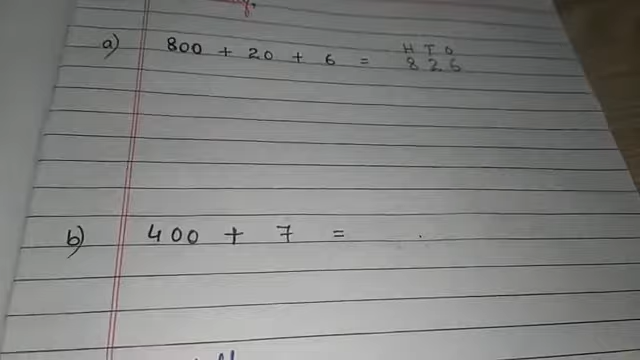 H T O
a) 800 + 20 + 6 = 826
b) 400 + 7 =